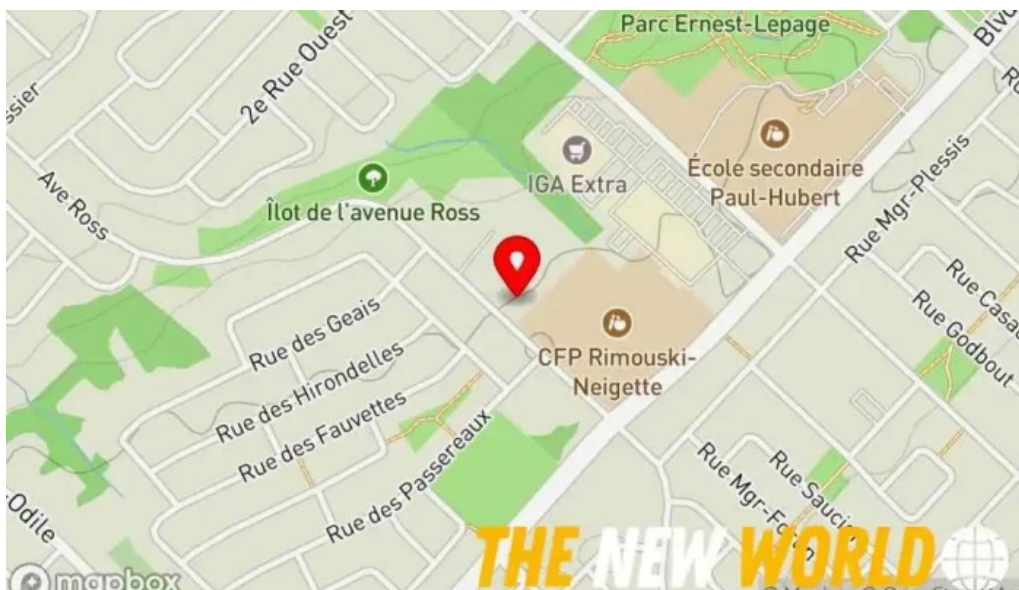 Parc Ernest-Lepage
2e Rue Ouest
Ave Ross
Îlot de l'avenue Ross
IGA Extra
École secondaire
Paul-Hubert
Rue Mgr-Plessis
Rue Godbout
CFP Rimouski-
Neigette
Rue des Geais
Rue des Hirondelles
Rue des Fauvettes
Rue des Passereaux
THE NEW WORLD
mapbox